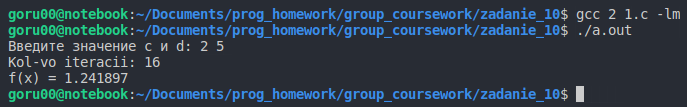 goru00@notebook:~/Documents/prog_homework/group_coursework/zadanie_10$ gcc 2 1.c -lm
goru00@notebook:~/Documents/prog_homework/group_coursework/zadanie_10$ ./a.out
Введите значение c и d: 2 5
Kol-vo iteracii: 16
f(x) = 1.241897
goru00@notebook:~/Documents/prog_homework/group_coursework/zadanie_10$